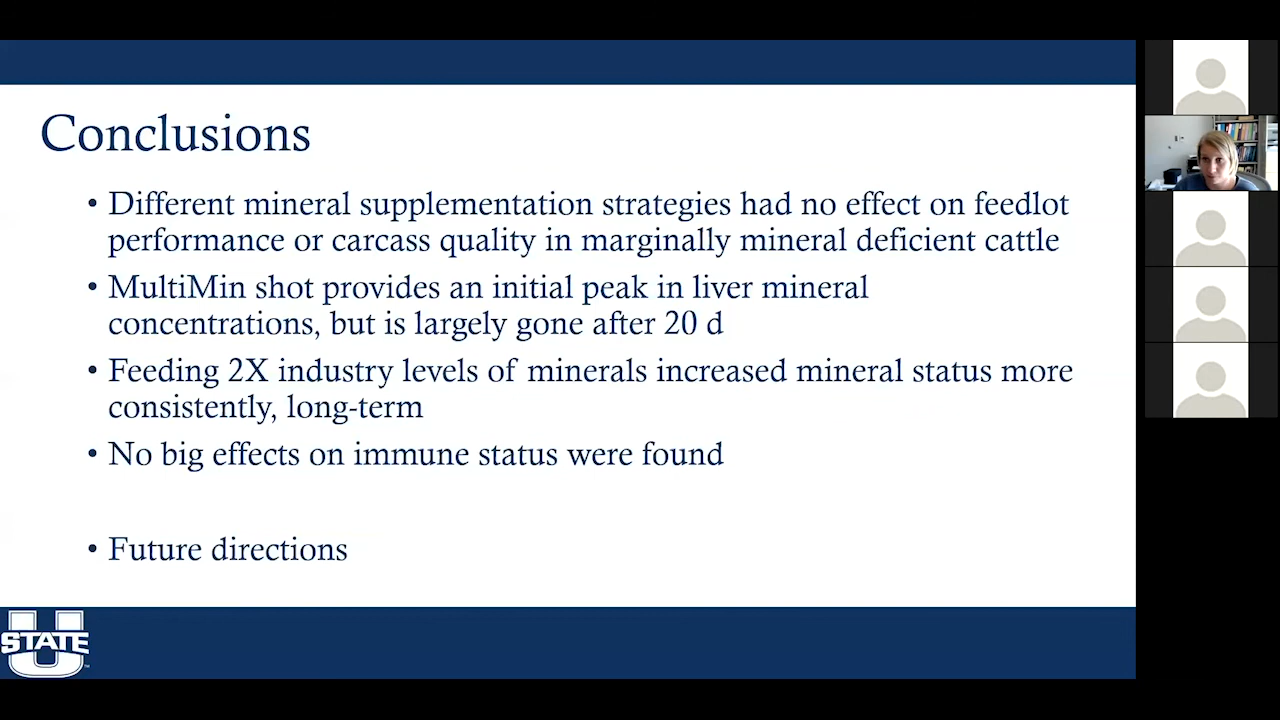 Conclusions
• Different mineral supplementation strategies had no effect on feedlot
performance or carcass quality in marginally mineral deficient cattle
• MultiMin shot provides an initial peak in liver mineral
concentrations, but is largely gone after 20 d
• Feeding 2X industry levels of minerals increased mineral status more
consistently, long-term
• No big effects on immune status were found
• Future directions
U
STATE
™